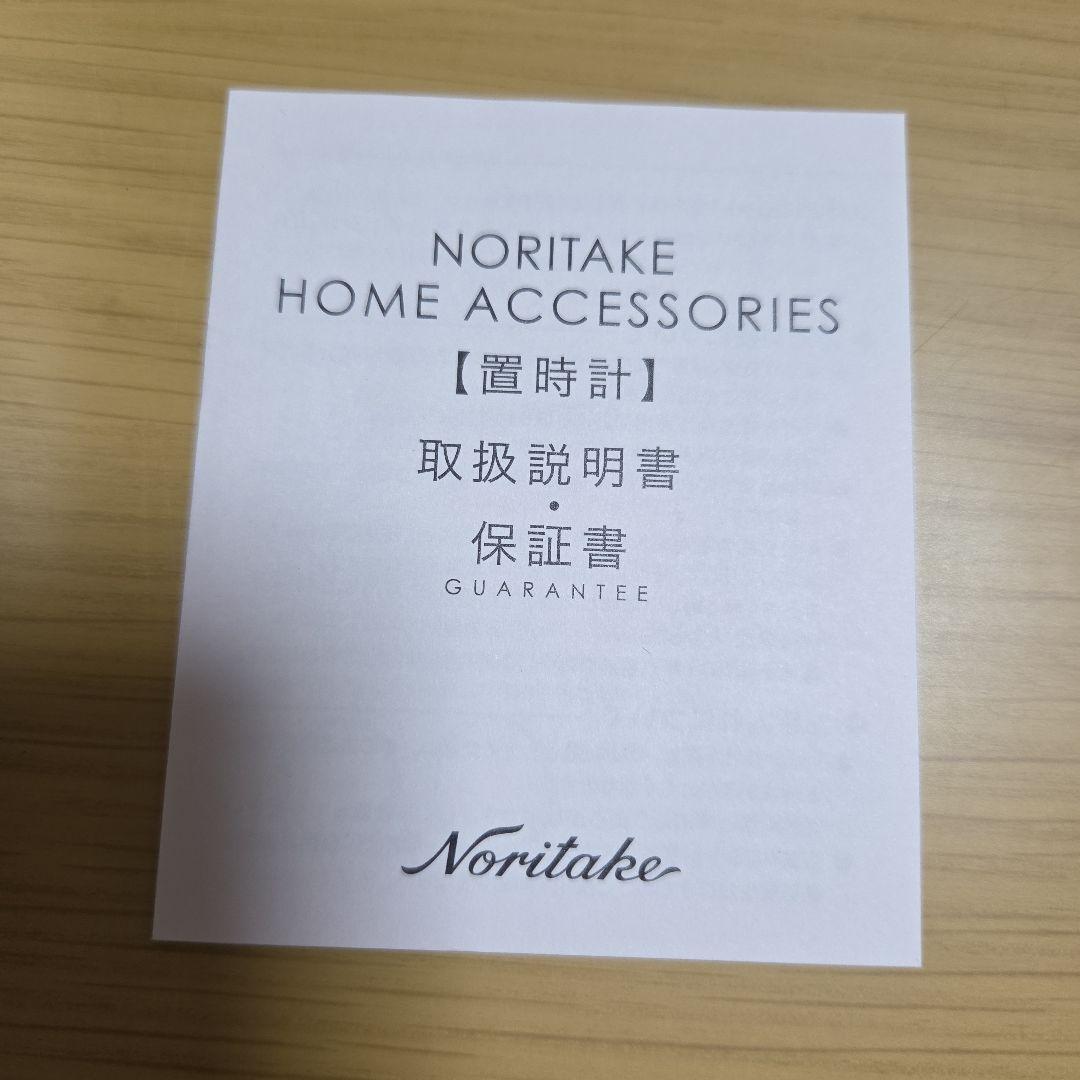 NORITAKE
HOME ACCESSORIES
【置時計】
取扱説明書
・
保証書
GUARANTEE
Noritake